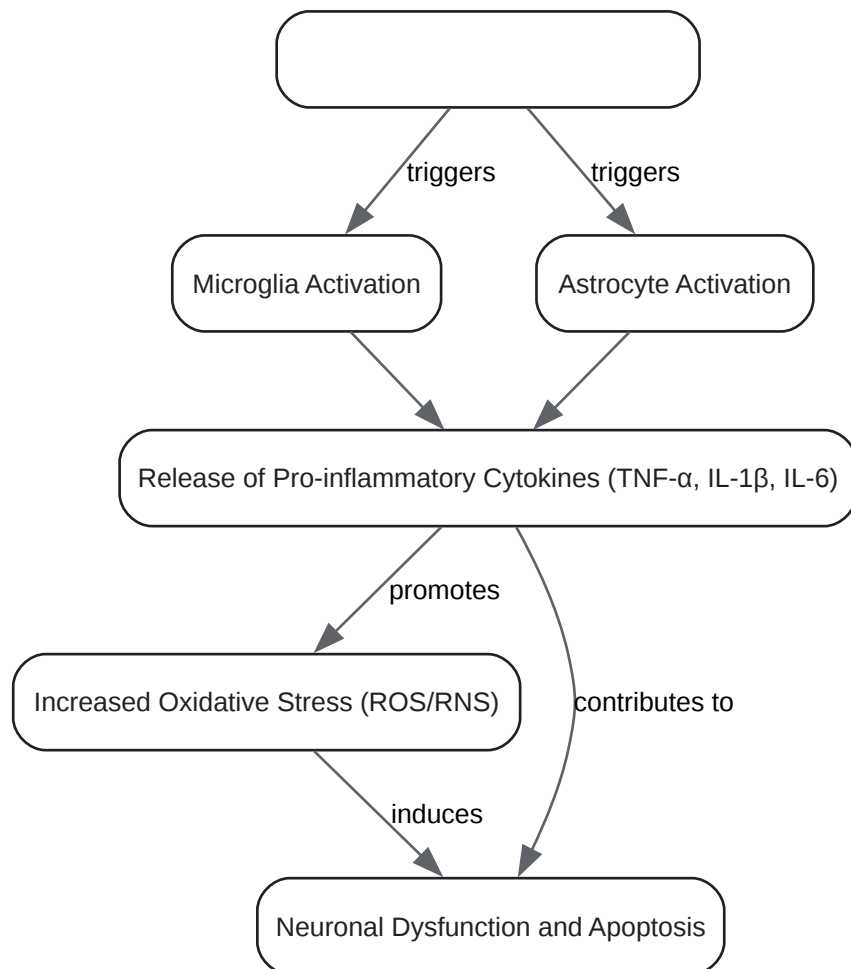 triggers
triggers
Microglia Activation
Astrocyte Activation
Release of Pro-inflammatory Cytokines (TNF-α, IL-1β, IL-6)
promotes
Increased Oxidative Stress (ROS/RNS)
contributes to
induces
Neuronal Dysfunction and Apoptosis